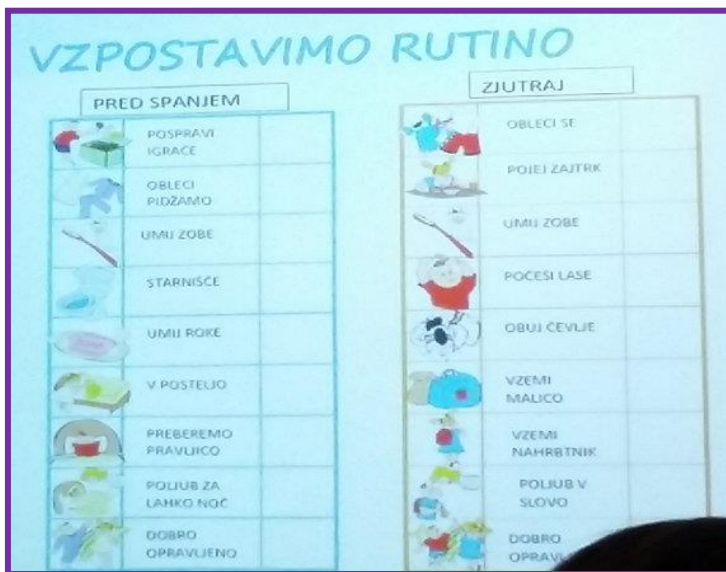 VZPOSTAVIMO RUTINO
PRED SPANJEM
POSPRAVI
IGRAČE
OBLECI
PIDŽAMO
UMIJ ZOBE
STARNIŠČE
UMIJ ROKE
V POSTELJO
PREBEREMO
PRAVLJICO
POLJUB ZA
LAHKO NOČ
DOBRO
OPRAVLJENO
ZJUTRAJ
OBLECI SE
POJEJ ZAJTRK
UMIJ ZOBE
POČEŠI LASE
OBUJ ČEVLJE
VZEMI
MALICO
VZEMI
NAHRBTNIK
POLJUB V
SLOVO
DOBRO